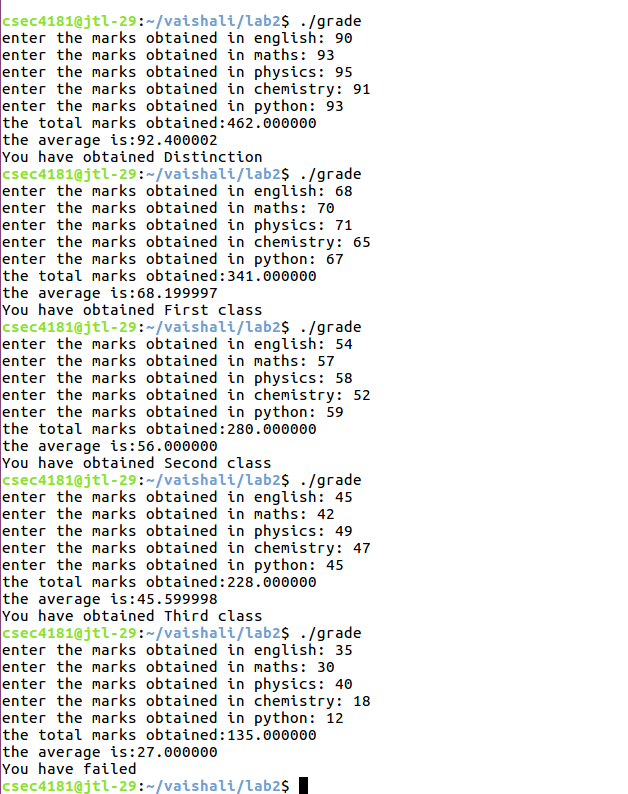 csec4181@jtl-29:~/vaishali/lab2$ ./grade
enter the marks obtained in english: 90
enter the marks obtained in maths: 93
enter the marks obtained in physics: 95
enter the marks obtained in chemistry: 91
enter the marks obtained in python: 93
the total marks obtained:462.000000
the average is:92.400002
You have obtained Distinction
csec4181@jtl-29:~/vaishali/lab2$ ./grade
enter the marks obtained in english: 68
enter the marks obtained in maths: 70
enter the marks obtained in physics: 71
enter the marks obtained in chemistry: 65
enter the marks obtained in python: 67
the total marks obtained:341.000000
the average is:68.199997
You have obtained First class
csec4181@jtl-29:~/vaishali/lab2$ ./grade
enter the marks obtained in english: 54
enter the marks obtained in maths: 57
enter the marks obtained in physics: 58
enter the marks obtained in chemistry: 52
enter the marks obtained in python: 59
the total marks obtained:280.000000
the average is:56.000000
You have obtained Second class
csec4181@jtl-29:~/vaishali/lab2$ ./grade
enter the marks obtained in english: 45
enter the marks obtained in maths: 42
enter the marks obtained in physics: 49
enter the marks obtained in chemistry: 47
enter the marks obtained in python: 45
the total marks obtained:228.000000
the average is:45.599998
You have obtained Third class
csec4181@jtl-29:~/vaishali/lab2$ ./grade
enter the marks obtained in english: 35
enter the marks obtained in maths: 30
enter the marks obtained in physics: 40
enter the marks obtained in chemistry: 18
enter the marks obtained in python: 12
the total marks obtained:135.000000
the average is:27.000000
You have failed
csec4181@jtl-29:~/vaishali/lab2$